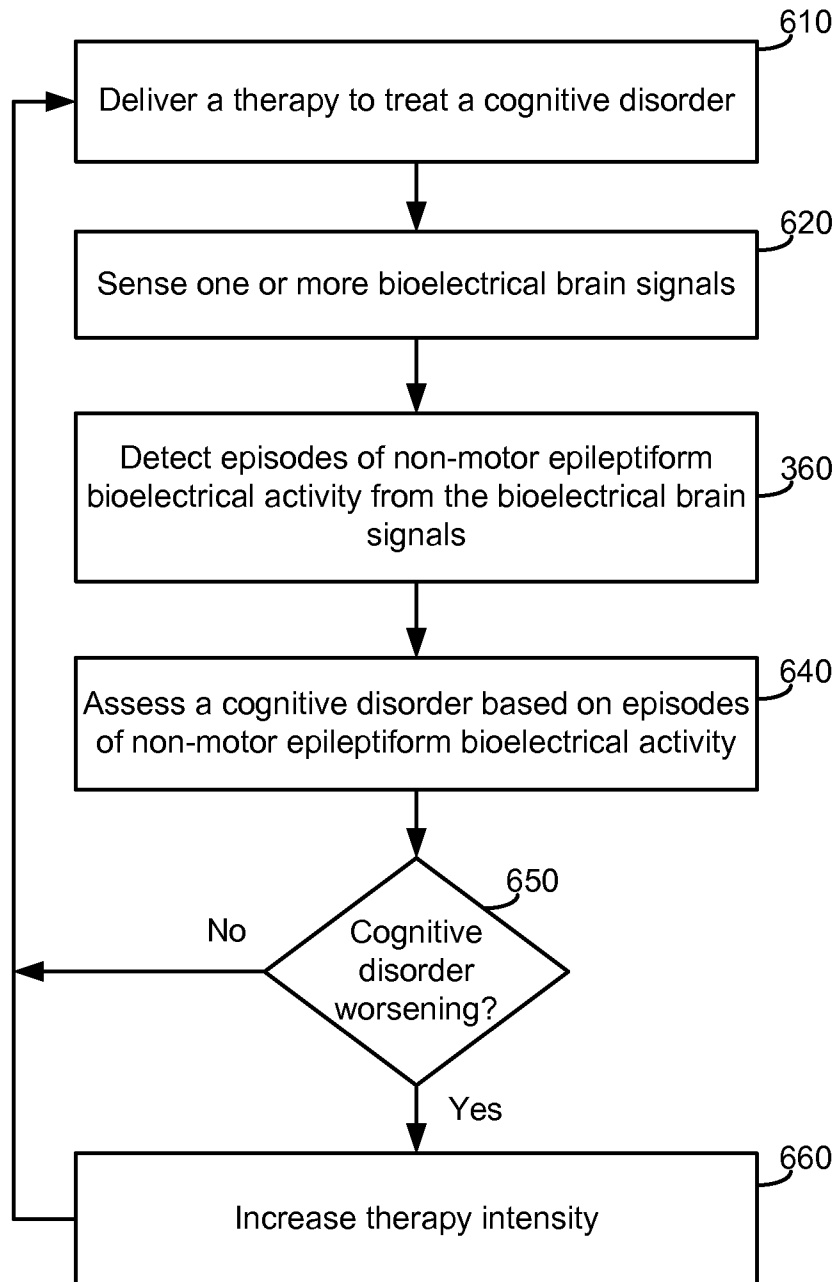 610
Deliver a therapy to treat a cognitive disorder
620
Sense one or more bioelectrical brain signals
Detect episodes of non-motor epileptiform
bioelectrical activity from the bioelectrical brain
signals
360
640
Assess a cognitive disorder based on episodes
of non-motor epileptiform bioelectrical activity
650
No
Cognitive
disorder
worsening?
Yes
660
Increase therapy intensity